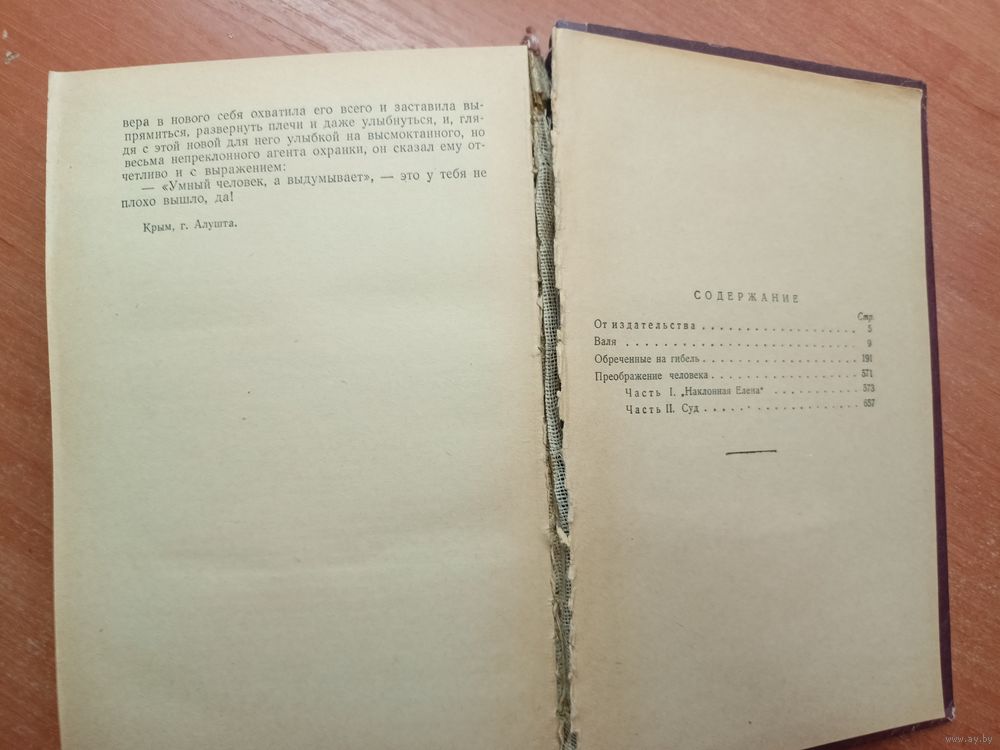 вера в нового себя охватила его всего и заставила вы-
прямиться, развернуть плечи и даже улыбнуться, и, гля-
дя с этой новой для него улыбкой на высмоктанного, но
весьма непреклонного агента охранки, он сказал ему от-
четливо и с выражением:
— «Умный человек, а выдумывает», — это у тебя не
плохо вышло, да!
Крым, г. Алушта.
СОДЕРЖАНИЕ
Стр.
От издательства . . . . . . . . . . . . . . . . . . 5
Валя . . . . . . . . . . . . . . . . . . . . . . . . 9
Обреченные на гибель . . . . . . . . . . . . . . . . 191
Преображение человека . . . . . . . . . . . . . . . 571
Часть I. „Наклонная Елена“ . . . . . . . . . . 573
Часть II. Суд . . . . . . . . . . . . . . . . . 657
www.ay.by